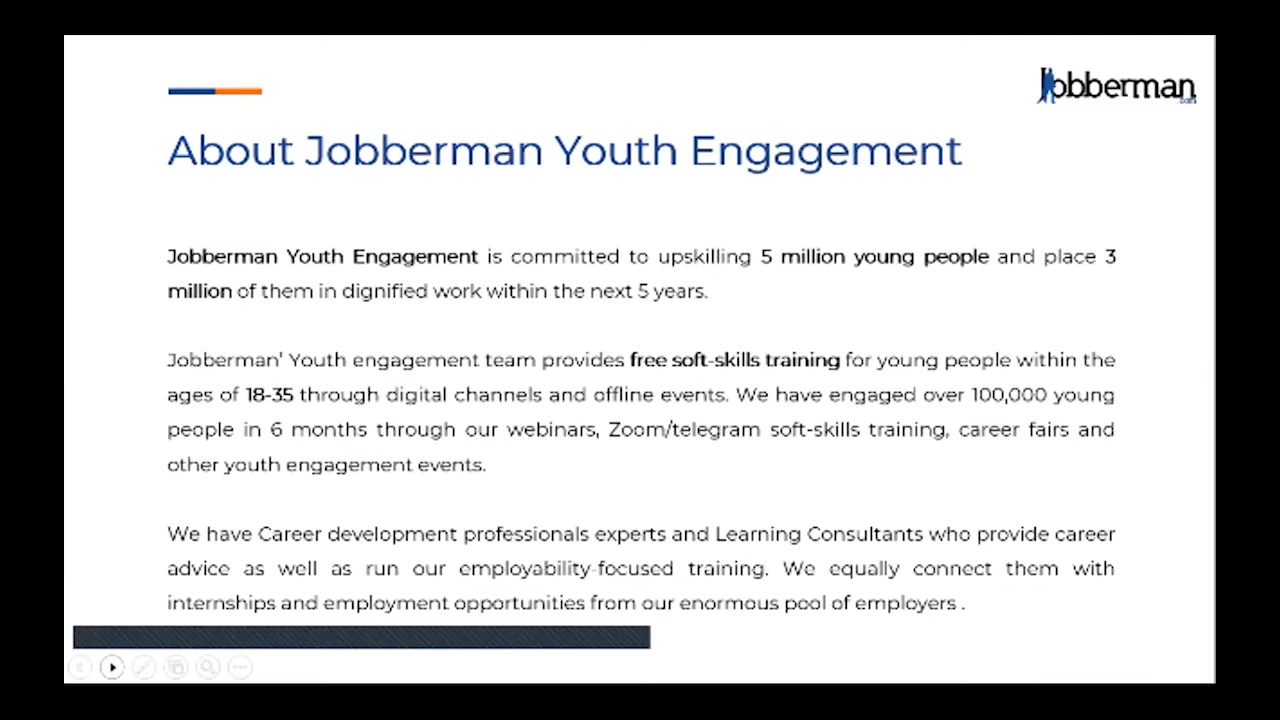 Jobberman
.com
About Jobberman Youth Engagement
Jobberman Youth Engagement is committed to upskilling 5 million young people and place 3
million of them in dignified work within the next 5 years.
Jobberman' Youth engagement team provides free soft-skills training for young people within the
ages of 18-35 through digital channels and offline events. We have engaged over 100,000 young
people in 6 months through our webinars, Zoom/telegram soft-skills training, career fairs and
other youth engagement events.
We have Career development professionals experts and Learning Consultants who provide career
advice as well as run our employability-focused training. We equally connect them with
internships and employment opportunities from our enormous pool of employers .